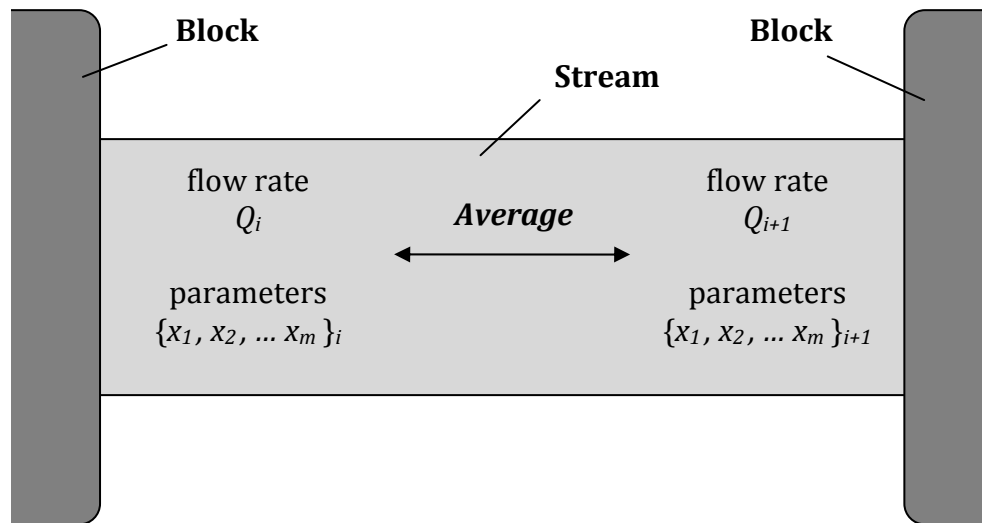 Block
Block
Stream
flow rate
Qᵢ
Average
flow rate
Qᵢ₊₁
parameters
{x₁, x₂, ... xₘ }ᵢ
parameters
{x₁, x₂, ... xₘ }ᵢ₊₁